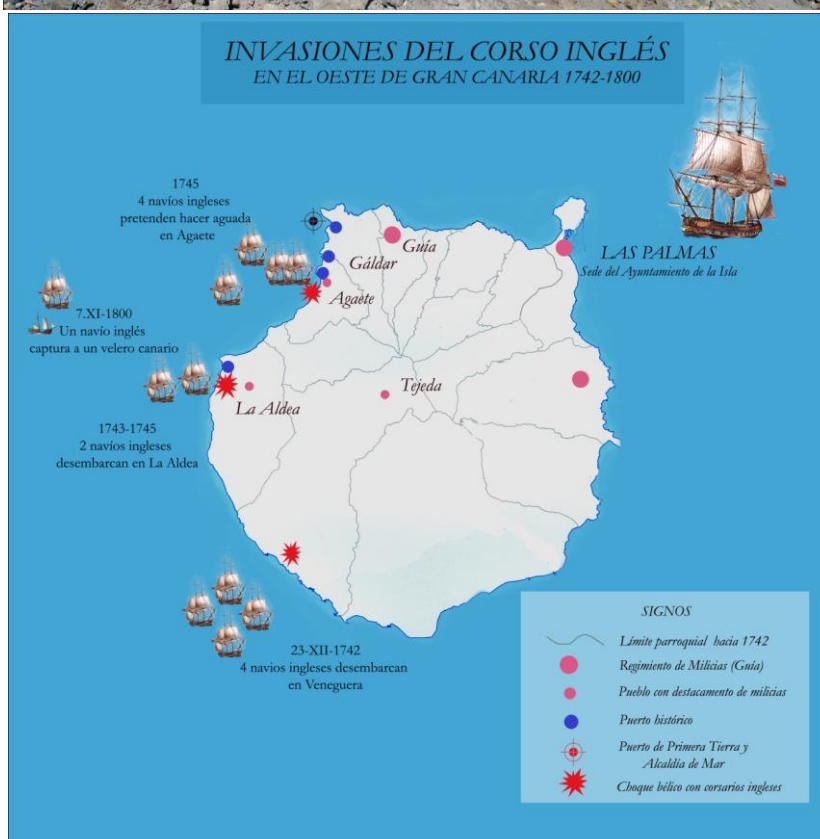 INVASIONES DEL CORSO INGLÉS
EN EL OESTE DE GRAN CANARIA 1742-1800
1745
4 navíos ingleses
pretenden hacer aguada
en Agaete
Guía
Gáldar
Agaete
LAS PALMAS
Sede del Ayuntamiento de la Isla
7.XI-1800
Un navío inglés
captura a un velero canario
Tejeda
La Aldea
1743-1745
2 navíos ingleses
desembarcan en La Aldea
23-XII-1742
4 navios ingleses desembarcan
en Veneguera
SIGNOS
Límite parroquial hacia 1742
Regimiento de Milicias (Guía)
Pueblo con destacamento de milicias
Puerto histórico
Puerto de Primera Tierra y
Alcaldía de Mar
Choque bélico con corsarios ingleses